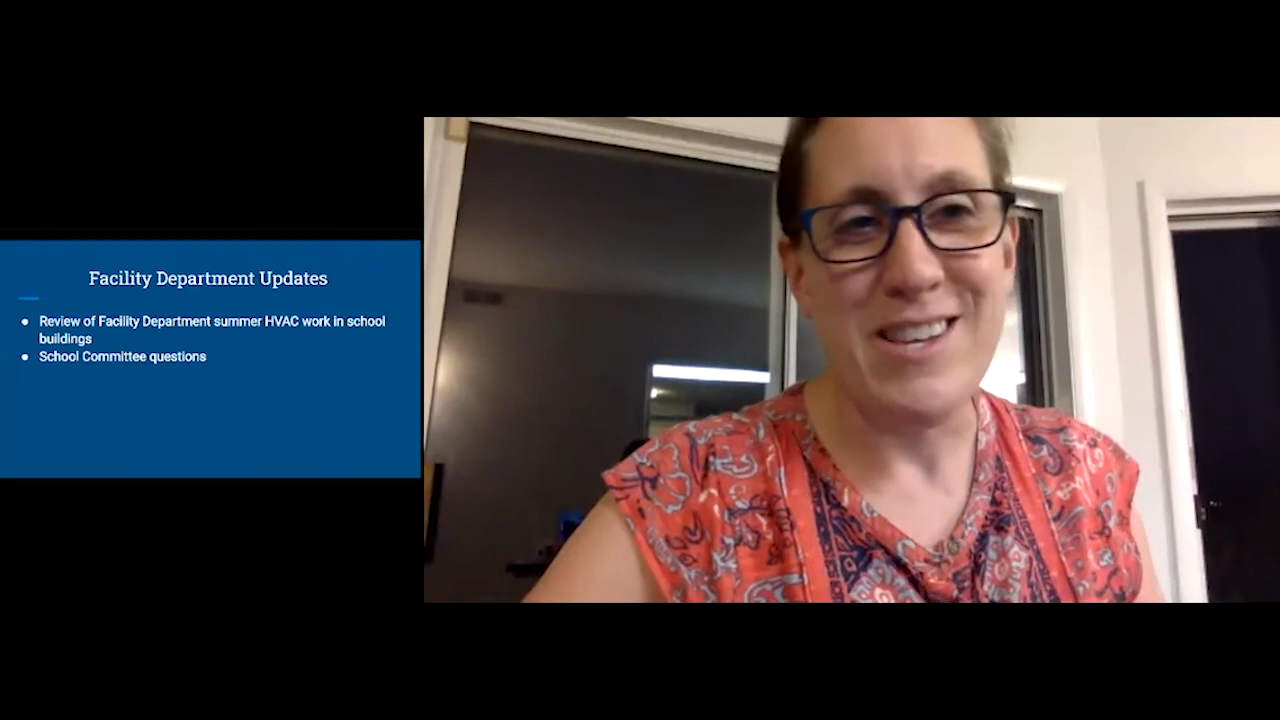 Facility Department Updates
● Review of Facility Department summer HVAC work in school
buildings
● School Committee questions